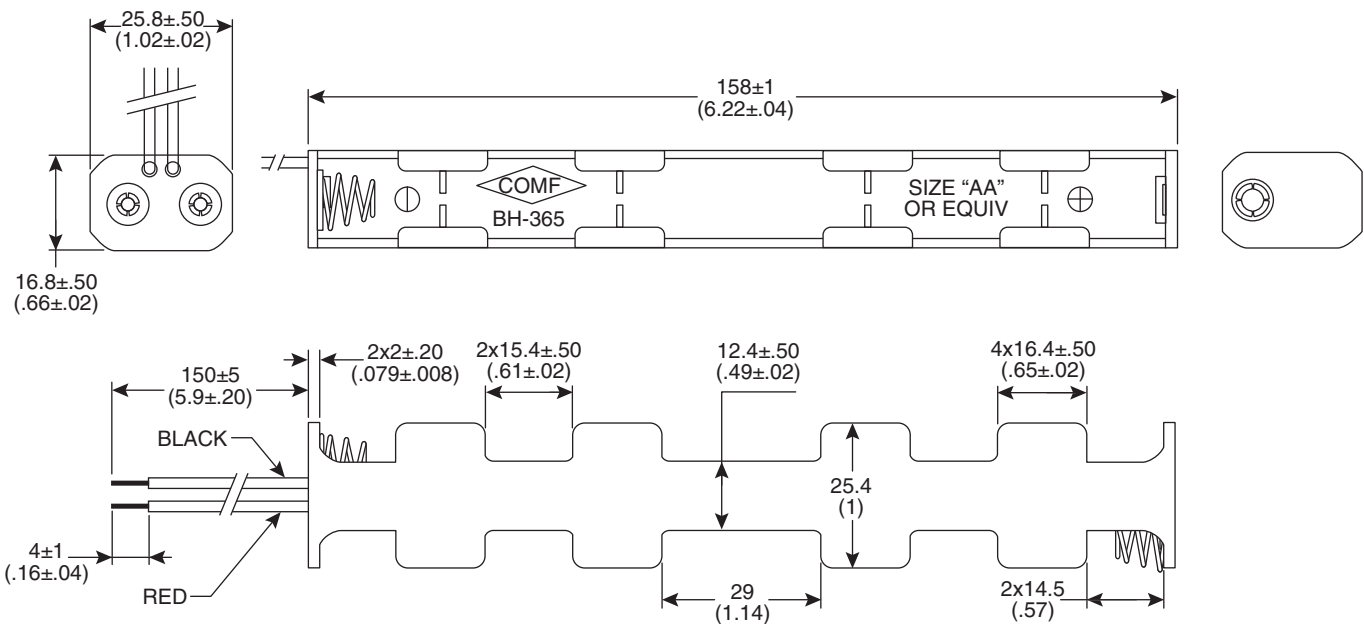 25.8±.50
(1.02±.02)
158±1
(6.22±.04)
COMF
BH-365
SIZE “AA”
OR EQUIV
16.8±.50
(.66±.02)
150±5
(5.9±.20)
2x2±.20
(.079±.008)
2x15.4±.50
(.61±.02)
12.4±.50
(.49±.02)
4x16.4±.50
(.65±.02)
BLACK
25.4
(1)
4±1
(.16±.04)
RED
29
(1.14)
2x14.5
(.57)